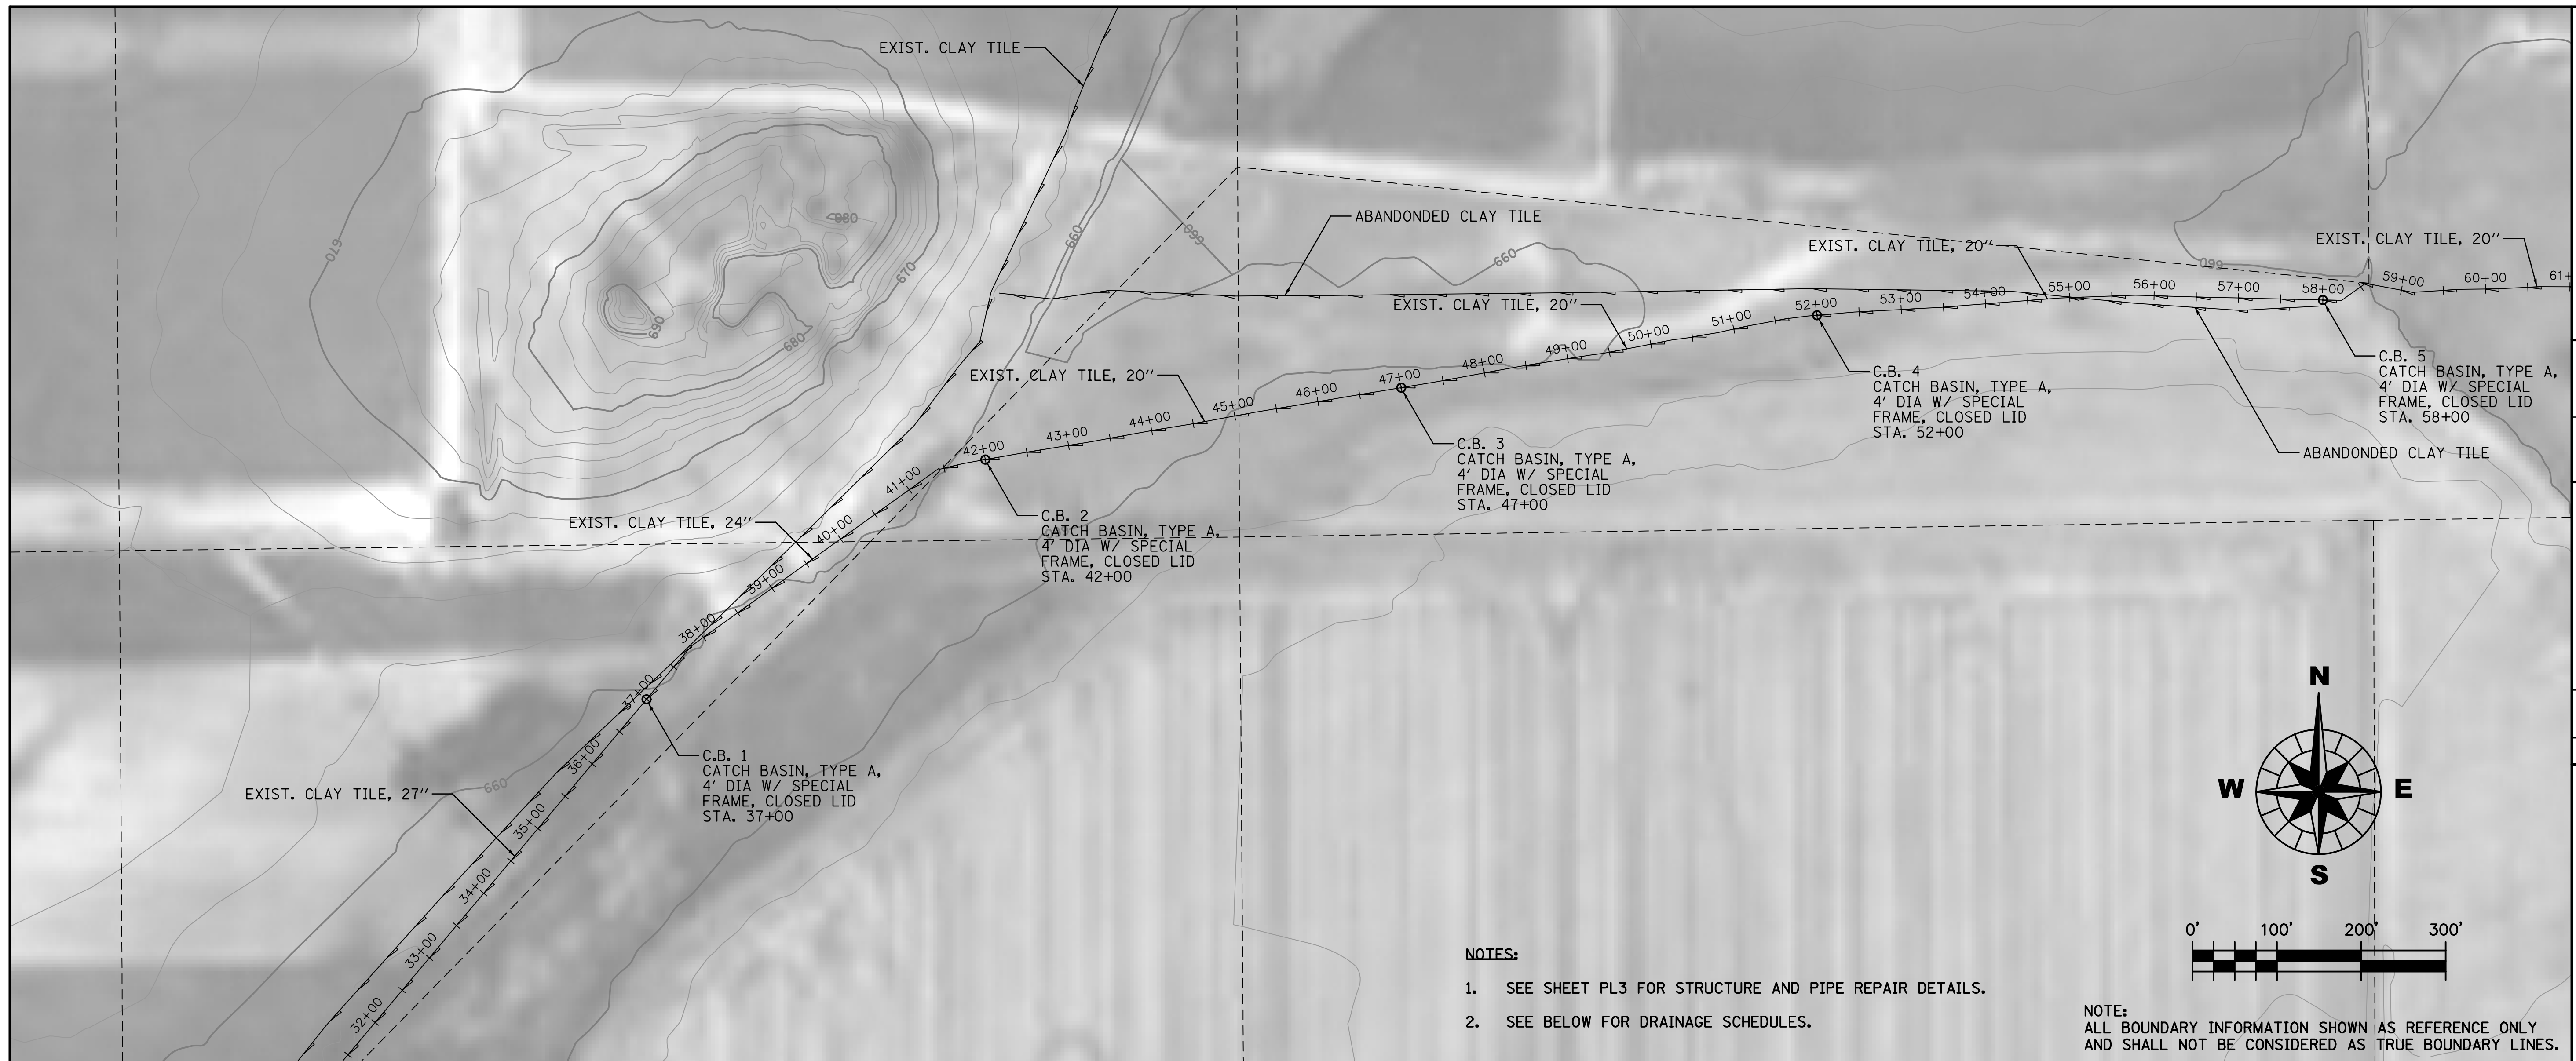 EXIST. CLAY TILE
ABANDONDED CLAY TILE
EXIST. CLAY TILE, 20"
EXIST. CLAY TILE, 20"
EXIST. CLAY TILE, 20"
EXIST. CLAY TILE, 20"
EXIST. CLAY TILE, 24"
EXIST. CLAY TILE, 27"
ABANDONDED CLAY TILE
670
680
670
690
680
660
660
660
660
660
32+00
33+00
34+00
35+00
36+00
37+00
38+00
39+00
40+00
41+00
42+00
43+00
44+00
45+00
46+00
47+00
48+00
49+00
50+00
51+00
52+00
53+00
54+00
55+00
56+00
57+00
58+00
59+00
60+00
61+
C.B. 1
CATCH BASIN, TYPE A,
4' DIA W/ SPECIAL
FRAME, CLOSED LID
STA. 37+00
C.B. 2
CATCH BASIN, TYPE A,
4' DIA W/ SPECIAL
FRAME, CLOSED LID
STA. 42+00
C.B. 3
CATCH BASIN, TYPE A,
4' DIA W/ SPECIAL
FRAME, CLOSED LID
STA. 47+00
C.B. 4
CATCH BASIN, TYPE A,
4' DIA W/ SPECIAL
FRAME, CLOSED LID
STA. 52+00
C.B. 5
CATCH BASIN, TYPE A,
4' DIA W/ SPECIAL
FRAME, CLOSED LID
STA. 58+00
N
W E
S
0' 100' 200' 300'
NOTES:
1. SEE SHEET PL3 FOR STRUCTURE AND PIPE REPAIR DETAILS.
2. SEE BELOW FOR DRAINAGE SCHEDULES.
NOTE:
ALL BOUNDARY INFORMATION SHOWN AS REFERENCE ONLY
AND SHALL NOT BE CONSIDERED AS TRUE BOUNDARY LINES.